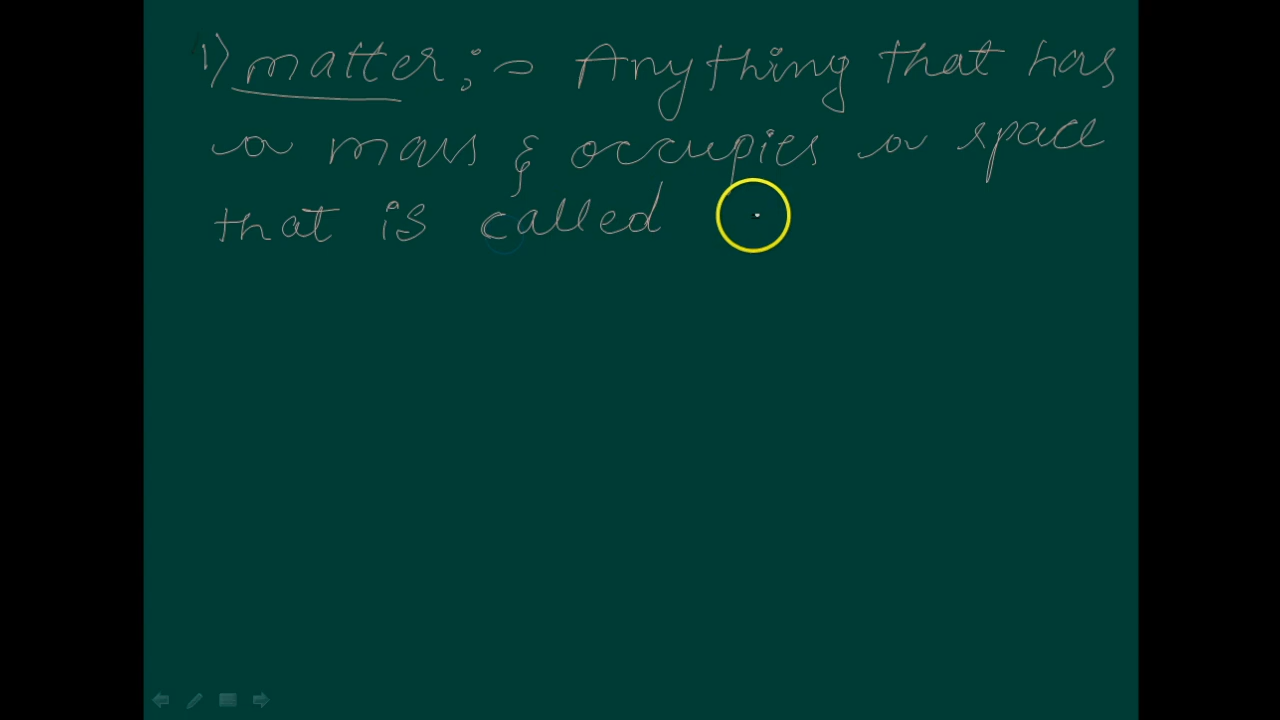 1) matter :- Anything that has
a mass & occupies a space
that is called